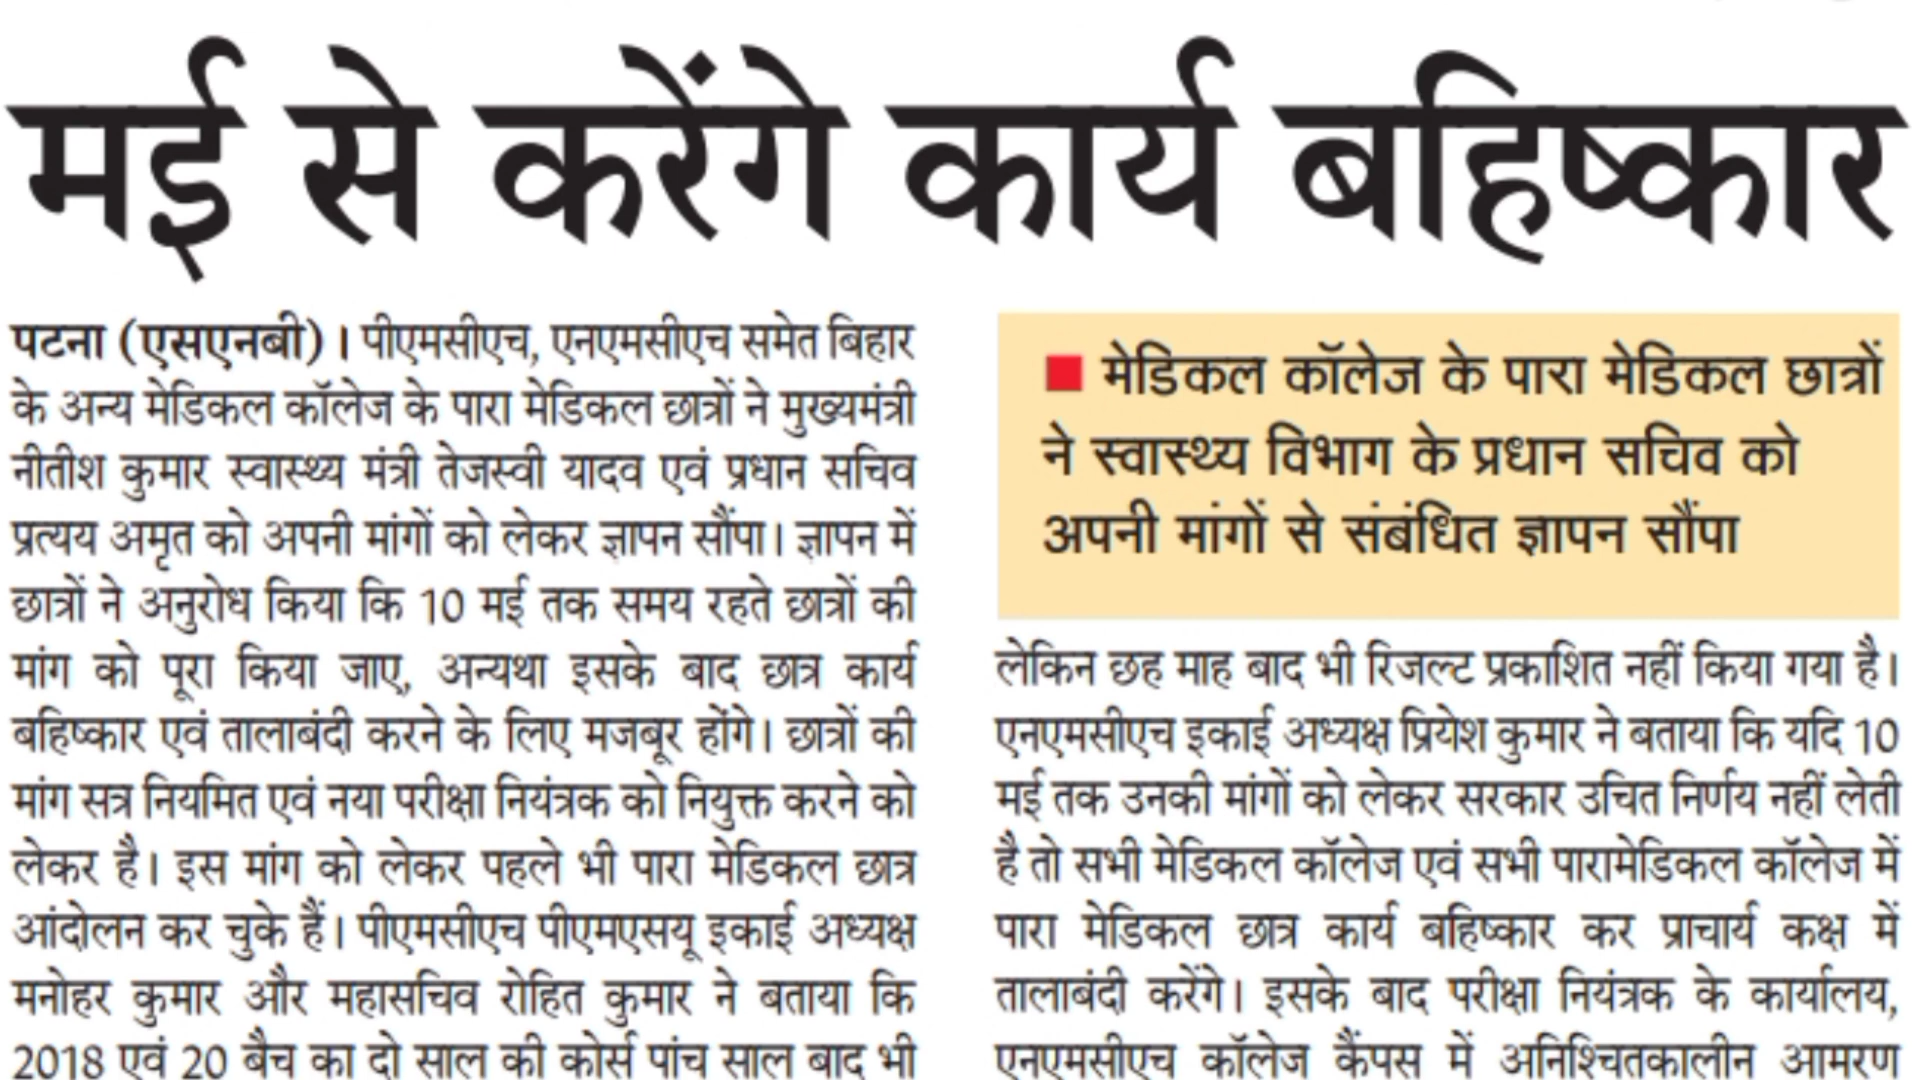 मई से करेंगे कार्य बहिष्कार
पटना (एसएनबी)। पीएमसीएच, एनएमसीएच समेत बिहार
के अन्य मेडिकल कॉलेज के पारा मेडिकल छात्रों ने मुख्यमंत्री
नीतीश कुमार स्वास्थ्य मंत्री तेजस्वी यादव एवं प्रधान सचिव
प्रत्यय अमृत को अपनी मांगों को लेकर ज्ञापन सौंपा। ज्ञापन में
छात्रों ने अनुरोध किया कि 10 मई तक समय रहते छात्रों की
मांग को पूरा किया जाए, अन्यथा इसके बाद छात्र कार्य
बहिष्कार एवं तालाबंदी करने के लिए मजबूर होंगे। छात्रों की
मांग सत्र नियमित एवं नया परीक्षा नियंत्रक को नियुक्त करने को
लेकर है। इस मांग को लेकर पहले भी पारा मेडिकल छात्र
आंदोलन कर चुके हैं। पीएमसीएच पीएमएसयू इकाई अध्यक्ष
मनोहर कुमार और महासचिव रोहित कुमार ने बताया कि
2018 एवं 20 बैच का दो साल की कोर्स पांच साल बाद भी
■ मेडिकल कॉलेज के पारा मेडिकल छात्रों
ने स्वास्थ्य विभाग के प्रधान सचिव को
अपनी मांगों से संबंधित ज्ञापन सौंपा
लेकिन छह माह बाद भी रिजल्ट प्रकाशित नहीं किया गया है।
एनएमसीएच इकाई अध्यक्ष प्रियेश कुमार ने बताया कि यदि 10
मई तक उनकी मांगों को लेकर सरकार उचित निर्णय नहीं लेती
है तो सभी मेडिकल कॉलेज एवं सभी पारामेडिकल कॉलेज में
पारा मेडिकल छात्र कार्य बहिष्कार कर प्राचार्य कक्ष में
तालाबंदी करेंगे। इसके बाद परीक्षा नियंत्रक के कार्यालय,
एनएमसीएच कॉलेज कैंपस में अनिश्चितकालीन आमरण